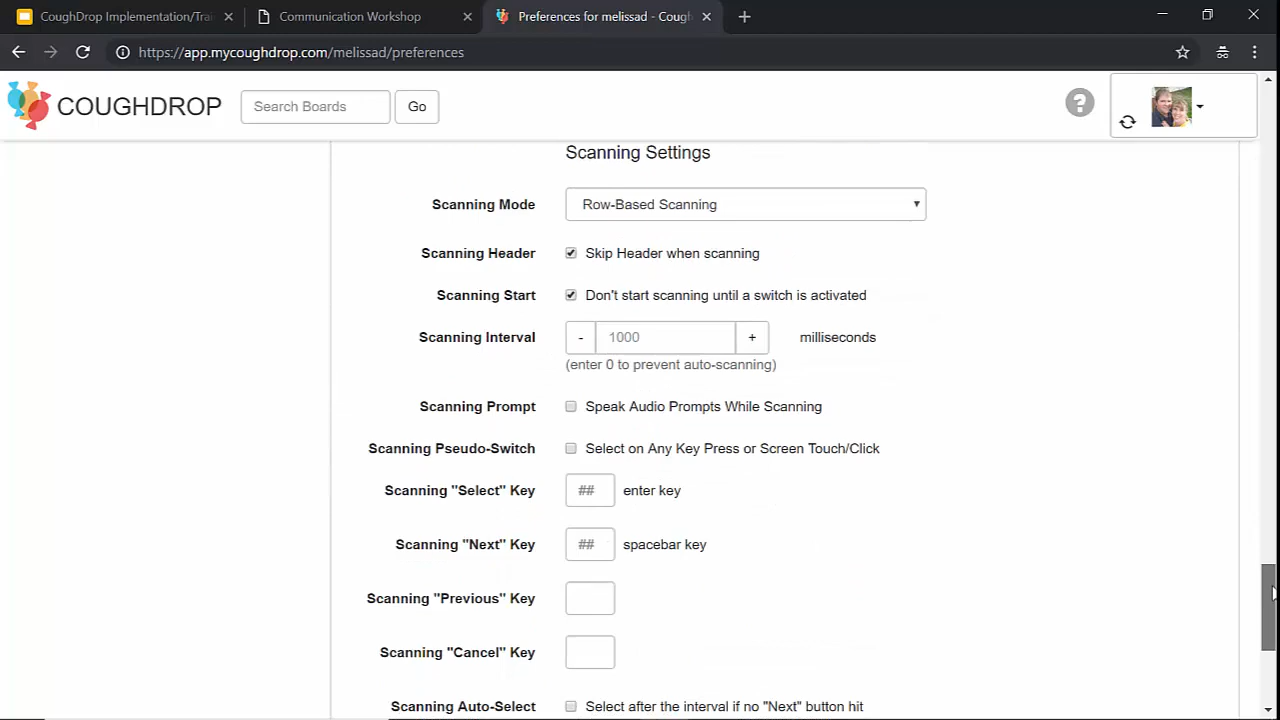 CoughDrop Implementation/Trai
Communication Workshop
Preferences for melissad - Coug
https://app.mycoughdrop.com/melissad/preferences
COUGHDROP
Search Boards
Go
?
Scanning Settings
Scanning Mode
Row-Based Scanning
Scanning Header
Skip Header when scanning
Scanning Start
Don't start scanning until a switch is activated
Scanning Interval
- 1000 + milliseconds
(enter 0 to prevent auto-scanning)
Scanning Prompt
Speak Audio Prompts While Scanning
Scanning Pseudo-Switch
Select on Any Key Press or Screen Touch/Click
Scanning "Select" Key
## enter key
Scanning "Next" Key
## spacebar key
Scanning "Previous" Key
Scanning "Cancel" Key
Scanning Auto-Select
Select after the interval if no "Next" button hit